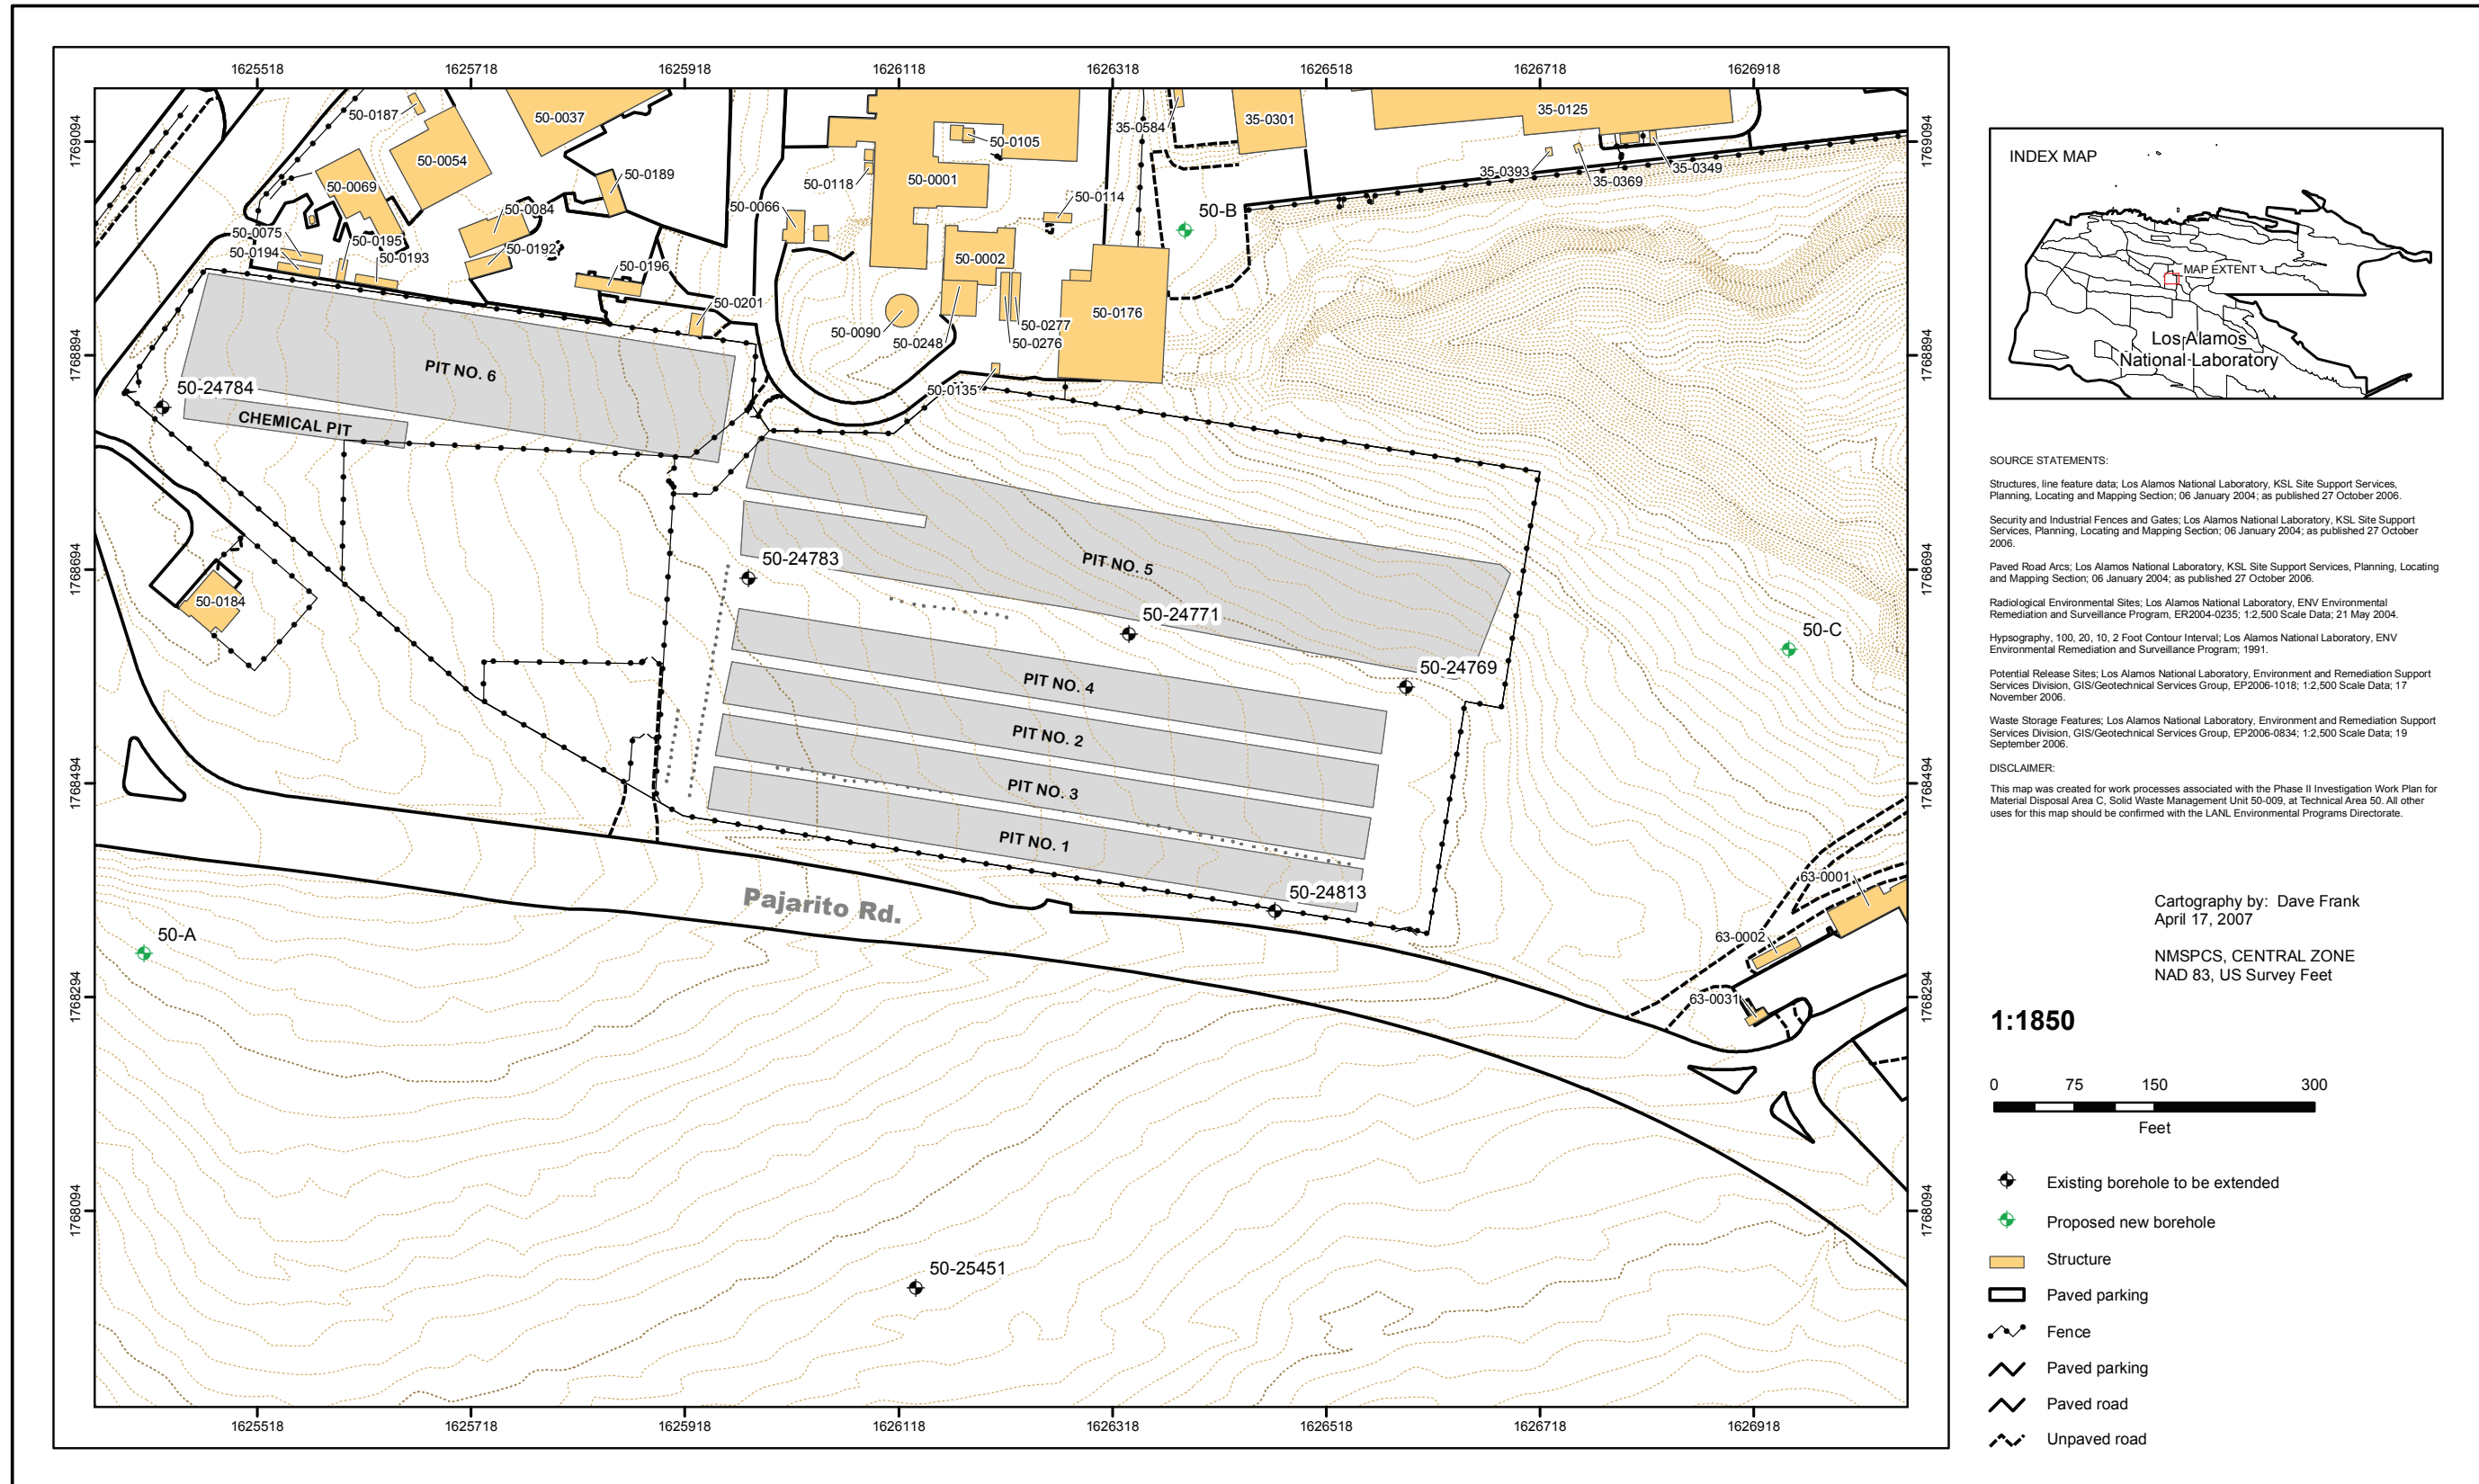 1625518 1625718 1625918 1626118 1626318 1626518 1626718 1626918
1769094
1768894
1768694
1768494
1768294
1768094
50-0187
50-0037
50-0054
50-0069
50-0189
50-0084
50-0075
50-0195
50-0194
50-0193
50-0192
50-0196
50-0201
50-0105
50-0118
50-0001
50-0066
50-0114
50-0002
50-0090
50-0248
50-0277
50-0276
50-0176
50-0135
35-0584
35-0301
35-0125
35-0393
35-0369
35-0349
50-B
PIT NO. 6
50-24784
CHEMICAL PIT
50-24783
PIT NO. 5
50-24771
50-0184
50-C
50-24769
PIT NO. 4
PIT NO. 2
PIT NO. 3
PIT NO. 1
50-24813
Pajarito Rd.
50-A
63-0001
63-0002
63-0031
50-25451
1769094
1768894
1768694
1768494
1768294
1768094
1625518 1625718 1625918 1626118 1626318 1626518 1626718 1626918
INDEX MAP
MAP EXTENT
Los Alamos
National Laboratory
SOURCE STATEMENTS:
Structures, line feature data; Los Alamos National Laboratory, KSL Site Support Services,
Planning, Locating and Mapping Section; 06 January 2004; as published 27 October 2006.
Security and Industrial Fences and Gates; Los Alamos National Laboratory, KSL Site Support
Services, Planning, Locating and Mapping Section; 06 January 2004; as published 27 October
2006.
Paved Road Arcs; Los Alamos National Laboratory, KSL Site Support Services, Planning, Locating
and Mapping Section; 06 January 2004; as published 27 October 2006.
Radiological Environmental Sites; Los Alamos National Laboratory, ENV Environmental
Remediation and Surveillance Program, ER2004-0235; 1:2,500 Scale Data; 21 May 2004.
Hypsography, 100, 20, 10, 2 Foot Contour Interval; Los Alamos National Laboratory, ENV
Environmental Remediation and Surveillance Program; 1991.
Potential Release Sites; Los Alamos National Laboratory, Environment and Remediation Support
Services Division, GIS/Geotechnical Services Group, EP2006-1018; 1:2,500 Scale Data; 17
November 2006.
Waste Storage Features; Los Alamos National Laboratory, Environment and Remediation Support
Services Division, GIS/Geotechnical Services Group, EP2006-0834; 1:2,500 Scale Data; 19
September 2006.
DISCLAIMER:
This map was created for work processes associated with the Phase II Investigation Work Plan for
Material Disposal Area C, Solid Waste Management Unit 50-009, at Technical Area 50. All other
uses for this map should be confirmed with the LANL Environmental Programs Directorate.
Cartography by: Dave Frank
April 17, 2007
NMSPCS, CENTRAL ZONE
NAD 83, US Survey Feet
1:1850
0 75 150 300
Feet
Existing borehole to be extended
Proposed new borehole
Structure
Paved parking
Fence
Paved parking
Paved road
Unpaved road